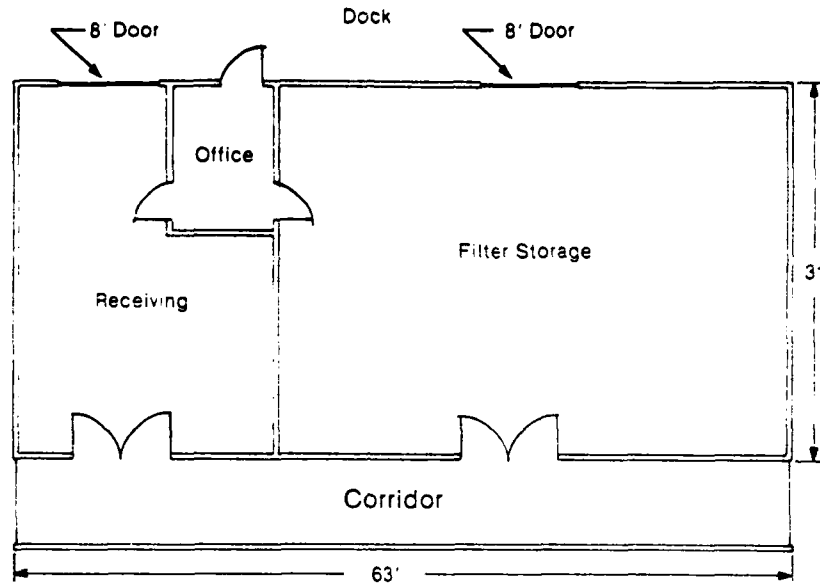 Dock
8' Door
8' Door
Office
Filter Storage
Receiving
Corridor
63'